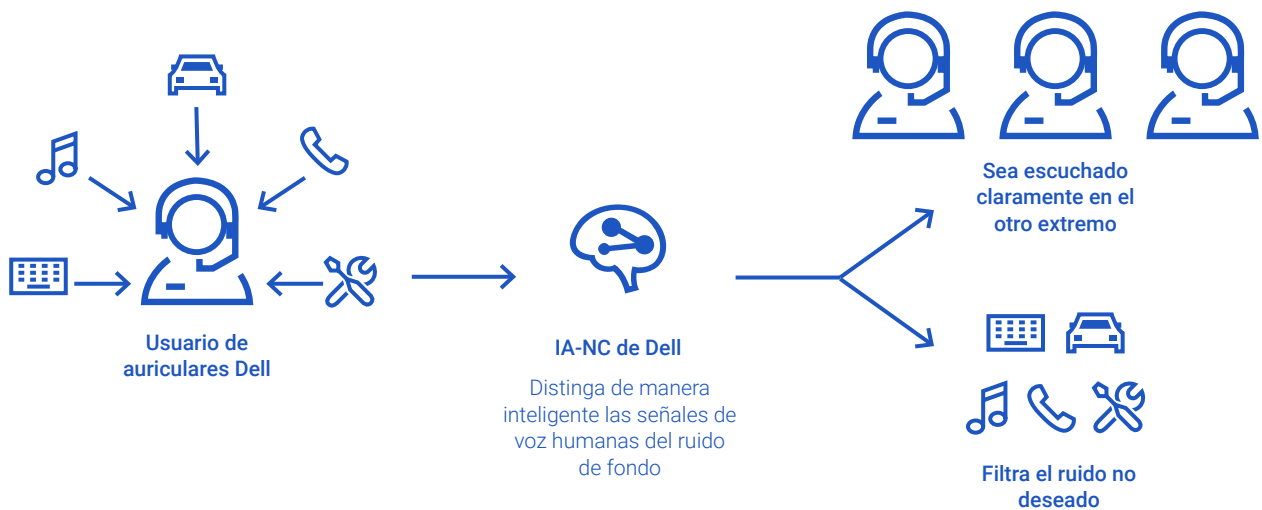 Usuario de
auriculares Dell
IA-NC de Dell
Distinga de manera
inteligente las señales de
voz humanas del ruido
de fondo
Sea escuchado
claramente en el
otro extremo
Filtra el ruido no
deseado